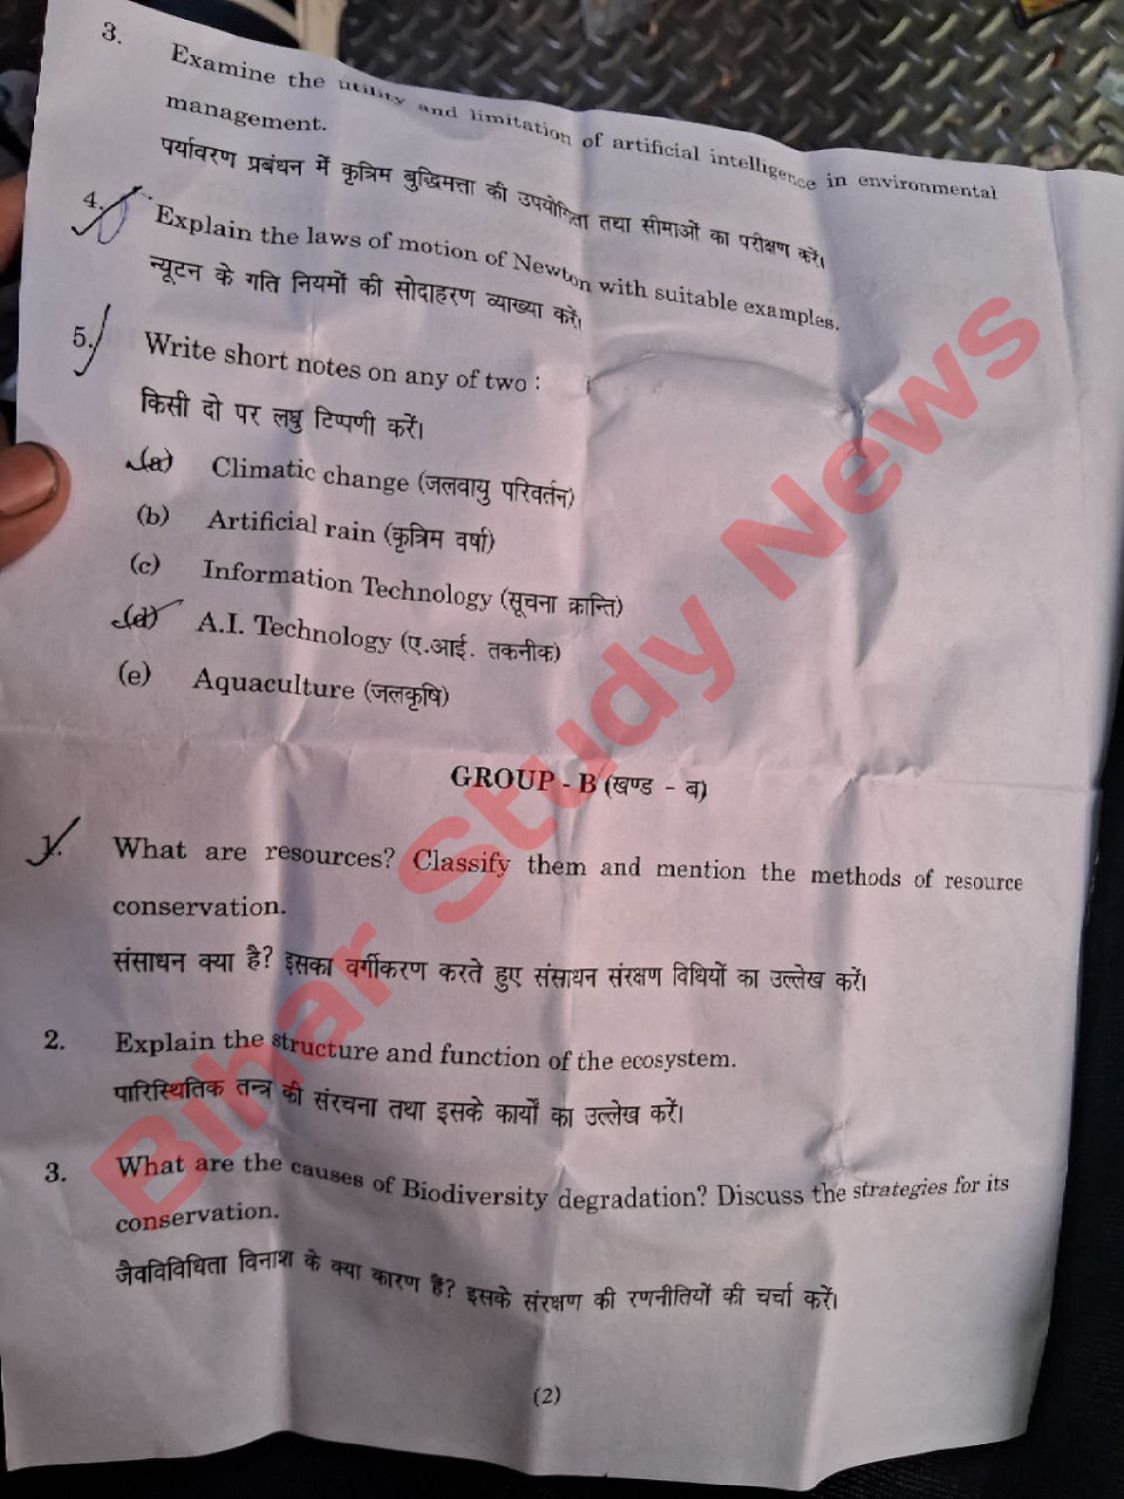 3. Examine the utility and limitation of artificial intelligence in environmental
management.
पर्यावरण प्रबंधन में कृत्रिम बुद्धिमत्ता की उपयोगिता तथा सीमाओं का परीक्षण करें।
4. Explain the laws of motion of Newton with suitable examples.
न्यूटन के गति नियमों की सोदाहरण व्याख्या करें।
5. Write short notes on any of two :
किसी दो पर लघु टिप्पणी करें।
(a) Climatic change (जलवायु परिवर्तन)
(b) Artificial rain (कृत्रिम वर्षा)
(c) Information Technology (सूचना क्रान्ति)
(d) A.I. Technology (ए.आई. तकनीक)
(e) Aquaculture (जलकृषि)
GROUP - B (खण्ड - ब)
1. What are resources? Classify them and mention the methods of resource
conservation.
संसाधन क्या है? इसका वर्गीकरण करते हुए संसाधन संरक्षण विधियों का उल्लेख करें।
2. Explain the structure and function of the ecosystem.
पारिस्थितिक तन्त्र की संरचना तथा इसके कार्यों का उल्लेख करें।
3. What are the causes of Biodiversity degradation? Discuss the strategies for its
conservation.
जैवविविधिता विनाश के क्या कारण हैं? इसके संरक्षण की रणनीतियों की चर्चा करें।
(2)
Bihar Study News